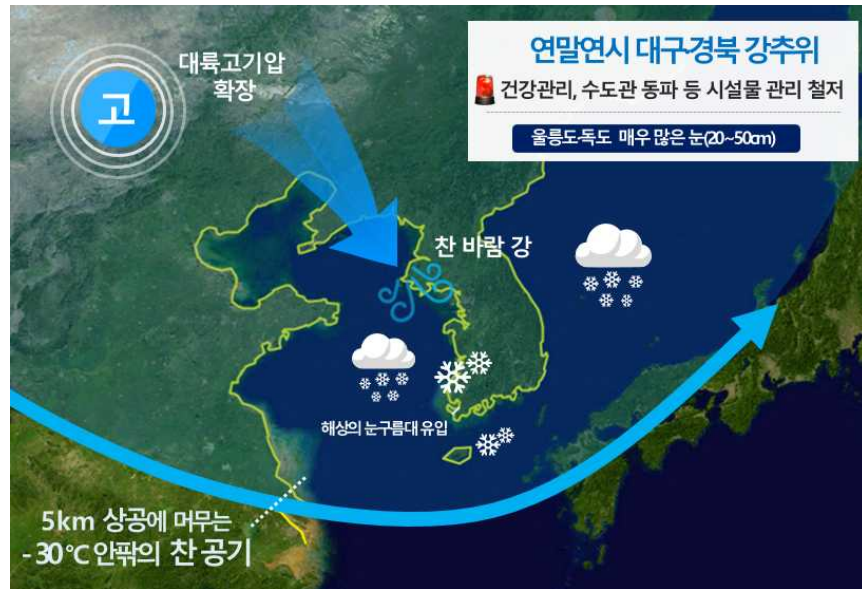 연말연시 대구·경북 강추위
건강관리, 수도관 동파 등 시설물 관리 철저
울릉도·독도 매우 많은 눈(20~50cm)
대륙고기압
확장
고
찬 바람 강
해상의 눈구름대 유입
5km 상공에 머무는
-30℃ 안팎의 찬 공기